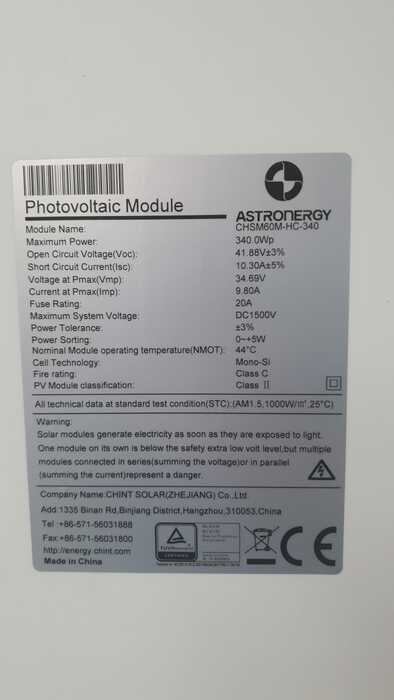 Photovoltaic Module
ASTRONERGY
Module Name: CHSM60M-HC-340
Maximum Power: 340.0Wp
Open Circuit Voltage(Voc): 41.88V±3%
Short Circuit Current(Isc): 10.30A±5%
Voltage at Pmax(Vmp): 34.69V
Current at Pmax(Imp): 9.80A
Fuse Rating: 20A
Maximum System Voltage: DC1500V
Power Tolerance: ±3%
Power Sorting: 0~+5W
Nominal Module operating temperature(NMOT): 44°C
Cell Technology: Mono-Si
Fire rating: Class C
PV Module classification: Class II
All technical data at standard test condition(STC):(AM1.5,1000W/m²,25°C)
Warning:
Solar modules generate electricity as soon as they are exposed to light.
One module on its own is below the safety extra low volt level,but multiple
modules connected in series(summing the voltage)or in parallel
(summing the current)represent a danger.
Company Name:CHINT SOLAR(ZHEJIANG) Co.,Ltd.
Add:1335 Binan Rd,Binjiang District,Hangzhou,310053,China
Tel :+86-571-56031888
Fax:+86-571-56031800
http://energy.chint.com
Made in China
CERTIFIED
CE